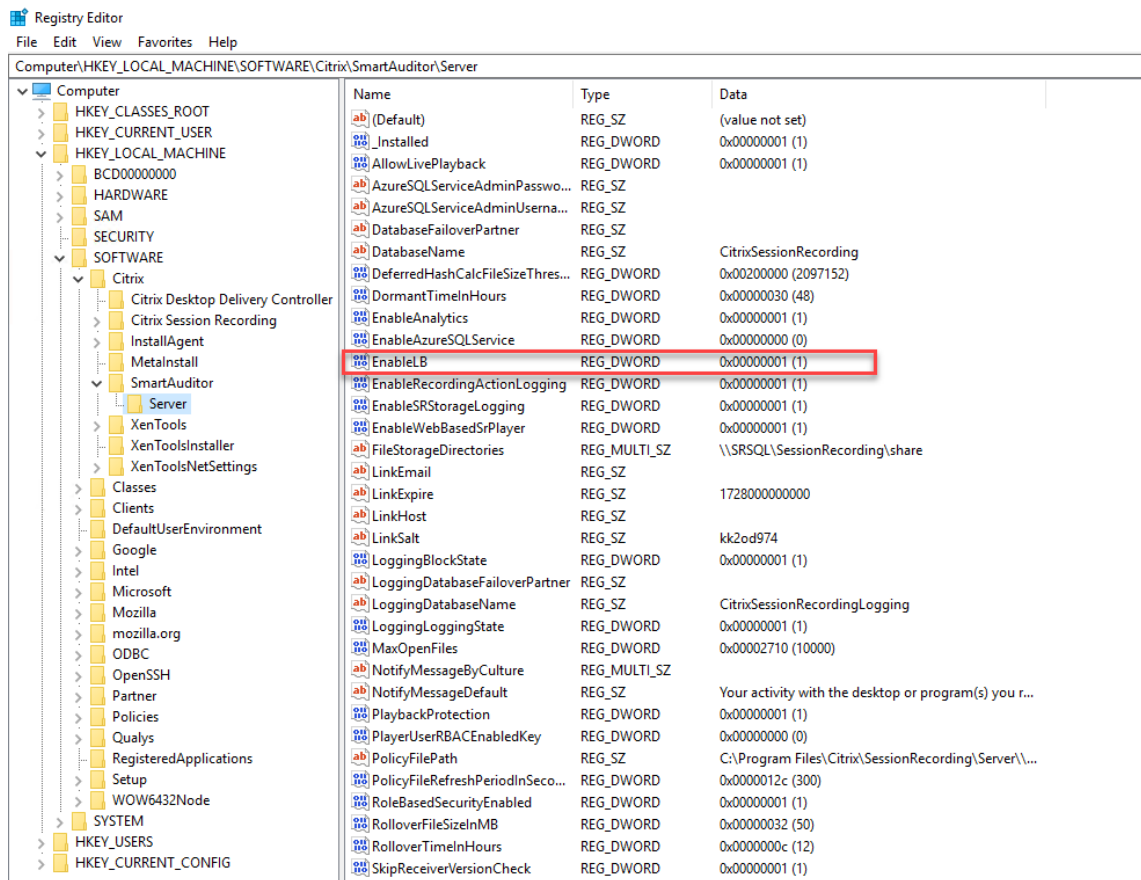 Registry Editor
File Edit View Favorites Help
Computer\HKEY_LOCAL_MACHINE\SOFTWARE\Citrix\SmartAuditor\Server
Computer
HKEY_CLASSES_ROOT
HKEY_CURRENT_USER
HKEY_LOCAL_MACHINE
BCD00000000
HARDWARE
SAM
SECURITY
SOFTWARE
Citrix
Citrix Desktop Delivery Controller
Citrix Session Recording
InstallAgent
MetaInstall
SmartAuditor
Server
XenTools
XenToolsInstaller
XenToolsNetSettings
Classes
Clients
DefaultUserEnvironment
Google
Intel
Microsoft
Mozilla
mozilla.org
ODBC
OpenSSH
Partner
Policies
Qualys
RegisteredApplications
Setup
WOW6432Node
SYSTEM
HKEY_USERS
HKEY_CURRENT_CONFIG
Name Type Data
(Default) REG_SZ (value not set)
_Installed REG_DWORD 0x00000001 (1)
AllowLivePlayback REG_DWORD 0x00000001 (1)
AzureSQLServiceAdminPasswo... REG_SZ
AzureSQLServiceAdminUserna... REG_SZ
DatabaseFailoverPartner REG_SZ
DatabaseName REG_SZ CitrixSessionRecording
DeferredHashCalcFileSizeThres... REG_DWORD 0x00200000 (2097152)
DormantTimeInHours REG_DWORD 0x00000030 (48)
EnableAnalytics REG_DWORD 0x00000001 (1)
EnableAzureSQLService REG_DWORD 0x00000000 (0)
EnableLB REG_DWORD 0x00000001 (1)
EnableRecordingActionLogging REG_DWORD 0x00000001 (1)
EnableSRStorageLogging REG_DWORD 0x00000001 (1)
EnableWebBasedSrPlayer REG_DWORD 0x00000001 (1)
FileStorageDirectories REG_MULTI_SZ \\SRSQL\SessionRecording\share
LinkEmail REG_SZ
LinkExpire REG_SZ 1728000000000
LinkHost REG_SZ
LinkSalt REG_SZ kk2od974
LoggingBlockState REG_DWORD 0x00000001 (1)
LoggingDatabaseFailoverPartner REG_SZ
LoggingDatabaseName REG_SZ CitrixSessionRecordingLogging
LoggingLoggingState REG_DWORD 0x00000001 (1)
MaxOpenFiles REG_DWORD 0x00002710 (10000)
NotifyMessageByCulture REG_MULTI_SZ
NotifyMessageDefault REG_SZ Your activity with the desktop or program(s) you r...
PlaybackProtection REG_DWORD 0x00000001 (1)
PlayerUserRBACEnabledKey REG_DWORD 0x00000000 (0)
PolicyFilePath REG_SZ C:\Program Files\Citrix\SessionRecording\Server\\...
PolicyFileRefreshPeriodInSeco... REG_DWORD 0x0000012c (300)
RoleBasedSecurityEnabled REG_DWORD 0x00000001 (1)
RolloverFileSizeInMB REG_DWORD 0x00000032 (50)
RolloverTimeInHours REG_DWORD 0x0000000c (12)
SkipReceiverVersionCheck REG_DWORD 0x00000001 (1)